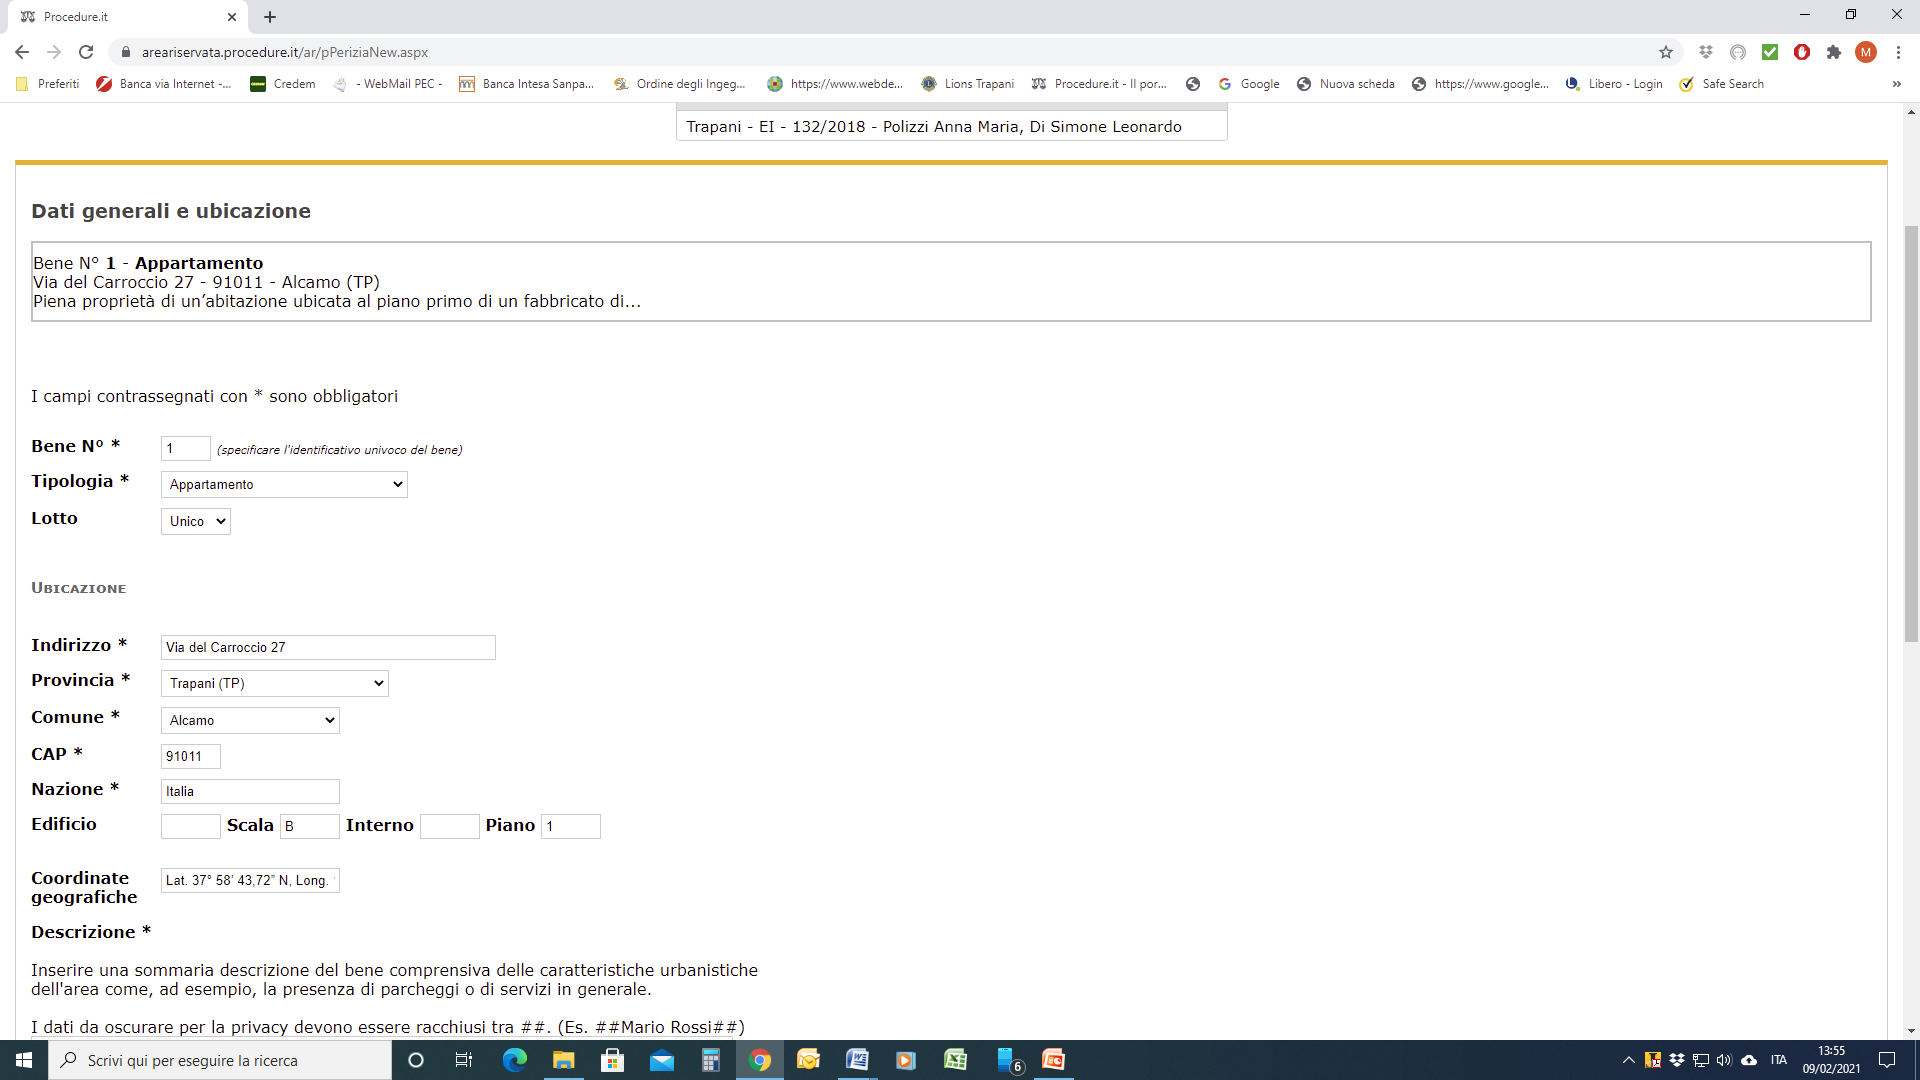 Procedure.it
areariservata.procedure.it/ar/pPeriziaNew.aspx
M
Preferiti
Banca via Internet -...
Credem
- WebMail PEC -
Banca Intesa Sanpa...
Ordine degli Ingeg...
https://www.webde...
Lions Trapani
Procedure.it - Il por...
Google
Nuova scheda
https://www.google...
Libero - Login
Safe Search
»
Trapani - EI - 132/2018 - Polizzi Anna Maria, Di Simone Leonardo
Dati generali e ubicazione
Bene N° 1 - Appartamento
Via del Carroccio 27 - 91011 - Alcamo (TP)
Piena proprietà di un’abitazione ubicata al piano primo di un fabbricato di...
I campi contrassegnati con * sono obbligatori
Bene N° * 1 (specificare l'identificativo univoco del bene)
Tipologia * Appartamento
Lotto Unico
Ubicazione
Indirizzo * Via del Carroccio 27
Provincia * Trapani (TP)
Comune * Alcamo
CAP * 91011
Nazione * Italia
Edificio Scala B Interno Piano 1
Coordinate geografiche Lat. 37° 58’ 43,72” N, Long.
Descrizione *
Inserire una sommaria descrizione del bene comprensiva delle caratteristiche urbanistiche
dell'area come, ad esempio, la presenza di parcheggi o di servizi in generale.
I dati da oscurare per la privacy devono essere racchiusi tra ##. (Es. ##Mario Rossi##)
Scrivi qui per eseguire la ricerca
6
ITA
13:55
09/02/2021